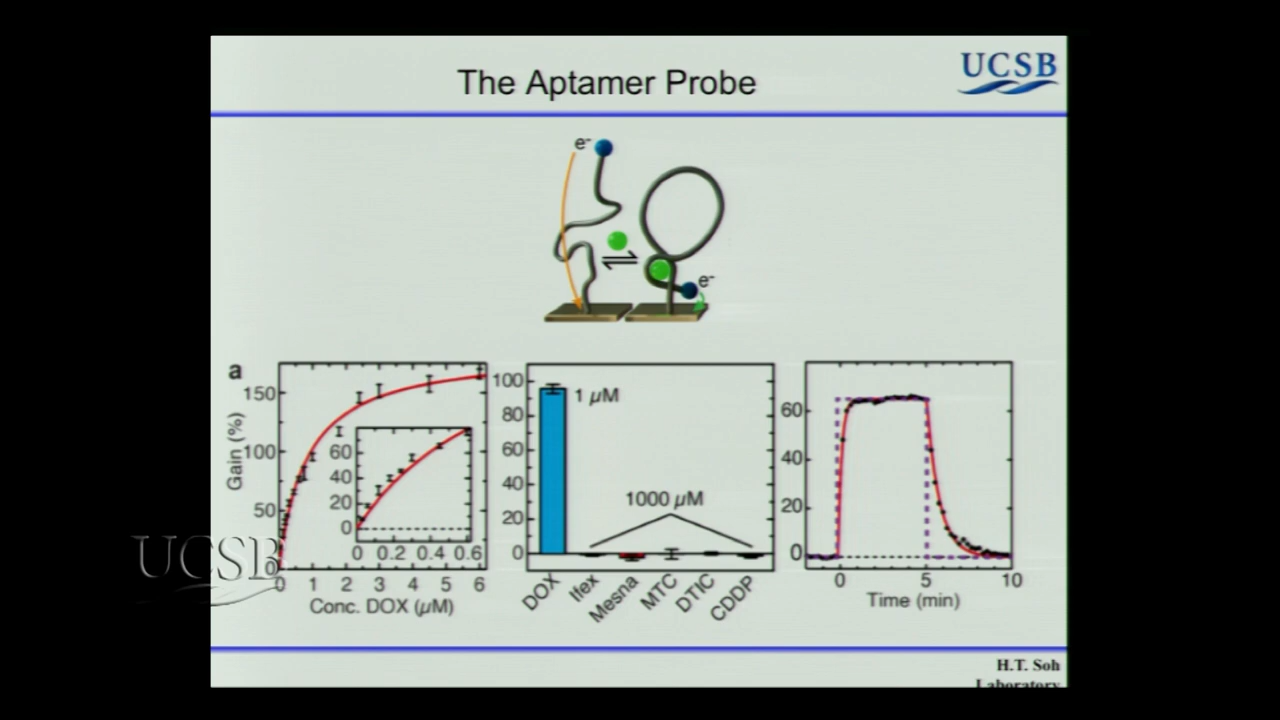 The Aptamer Probe
UCSB
e-
e-
a
Gain (%)
150
100
50
0
60
40
20
0
0 0.2 0.4 0.6
0 1 2 3 4 5 6
Conc. DOX (μM)
100
80
60
40
20
0
1 μM
1000 μM
DOX
Ifex
Mesna
MTC
DTIC
CDDP
60
40
20
0
0 5 10
Time (min)
UCSB
H.T. Soh
Laboratory